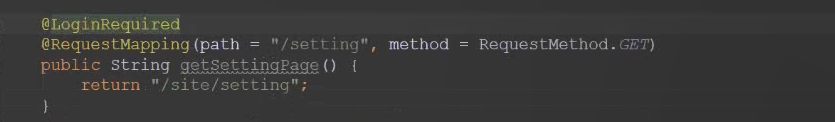 @LoginRequired
@RequestMapping(path = "/setting", method = RequestMethod.GET)
public String getSettingPage() {
    return "/site/setting";
}